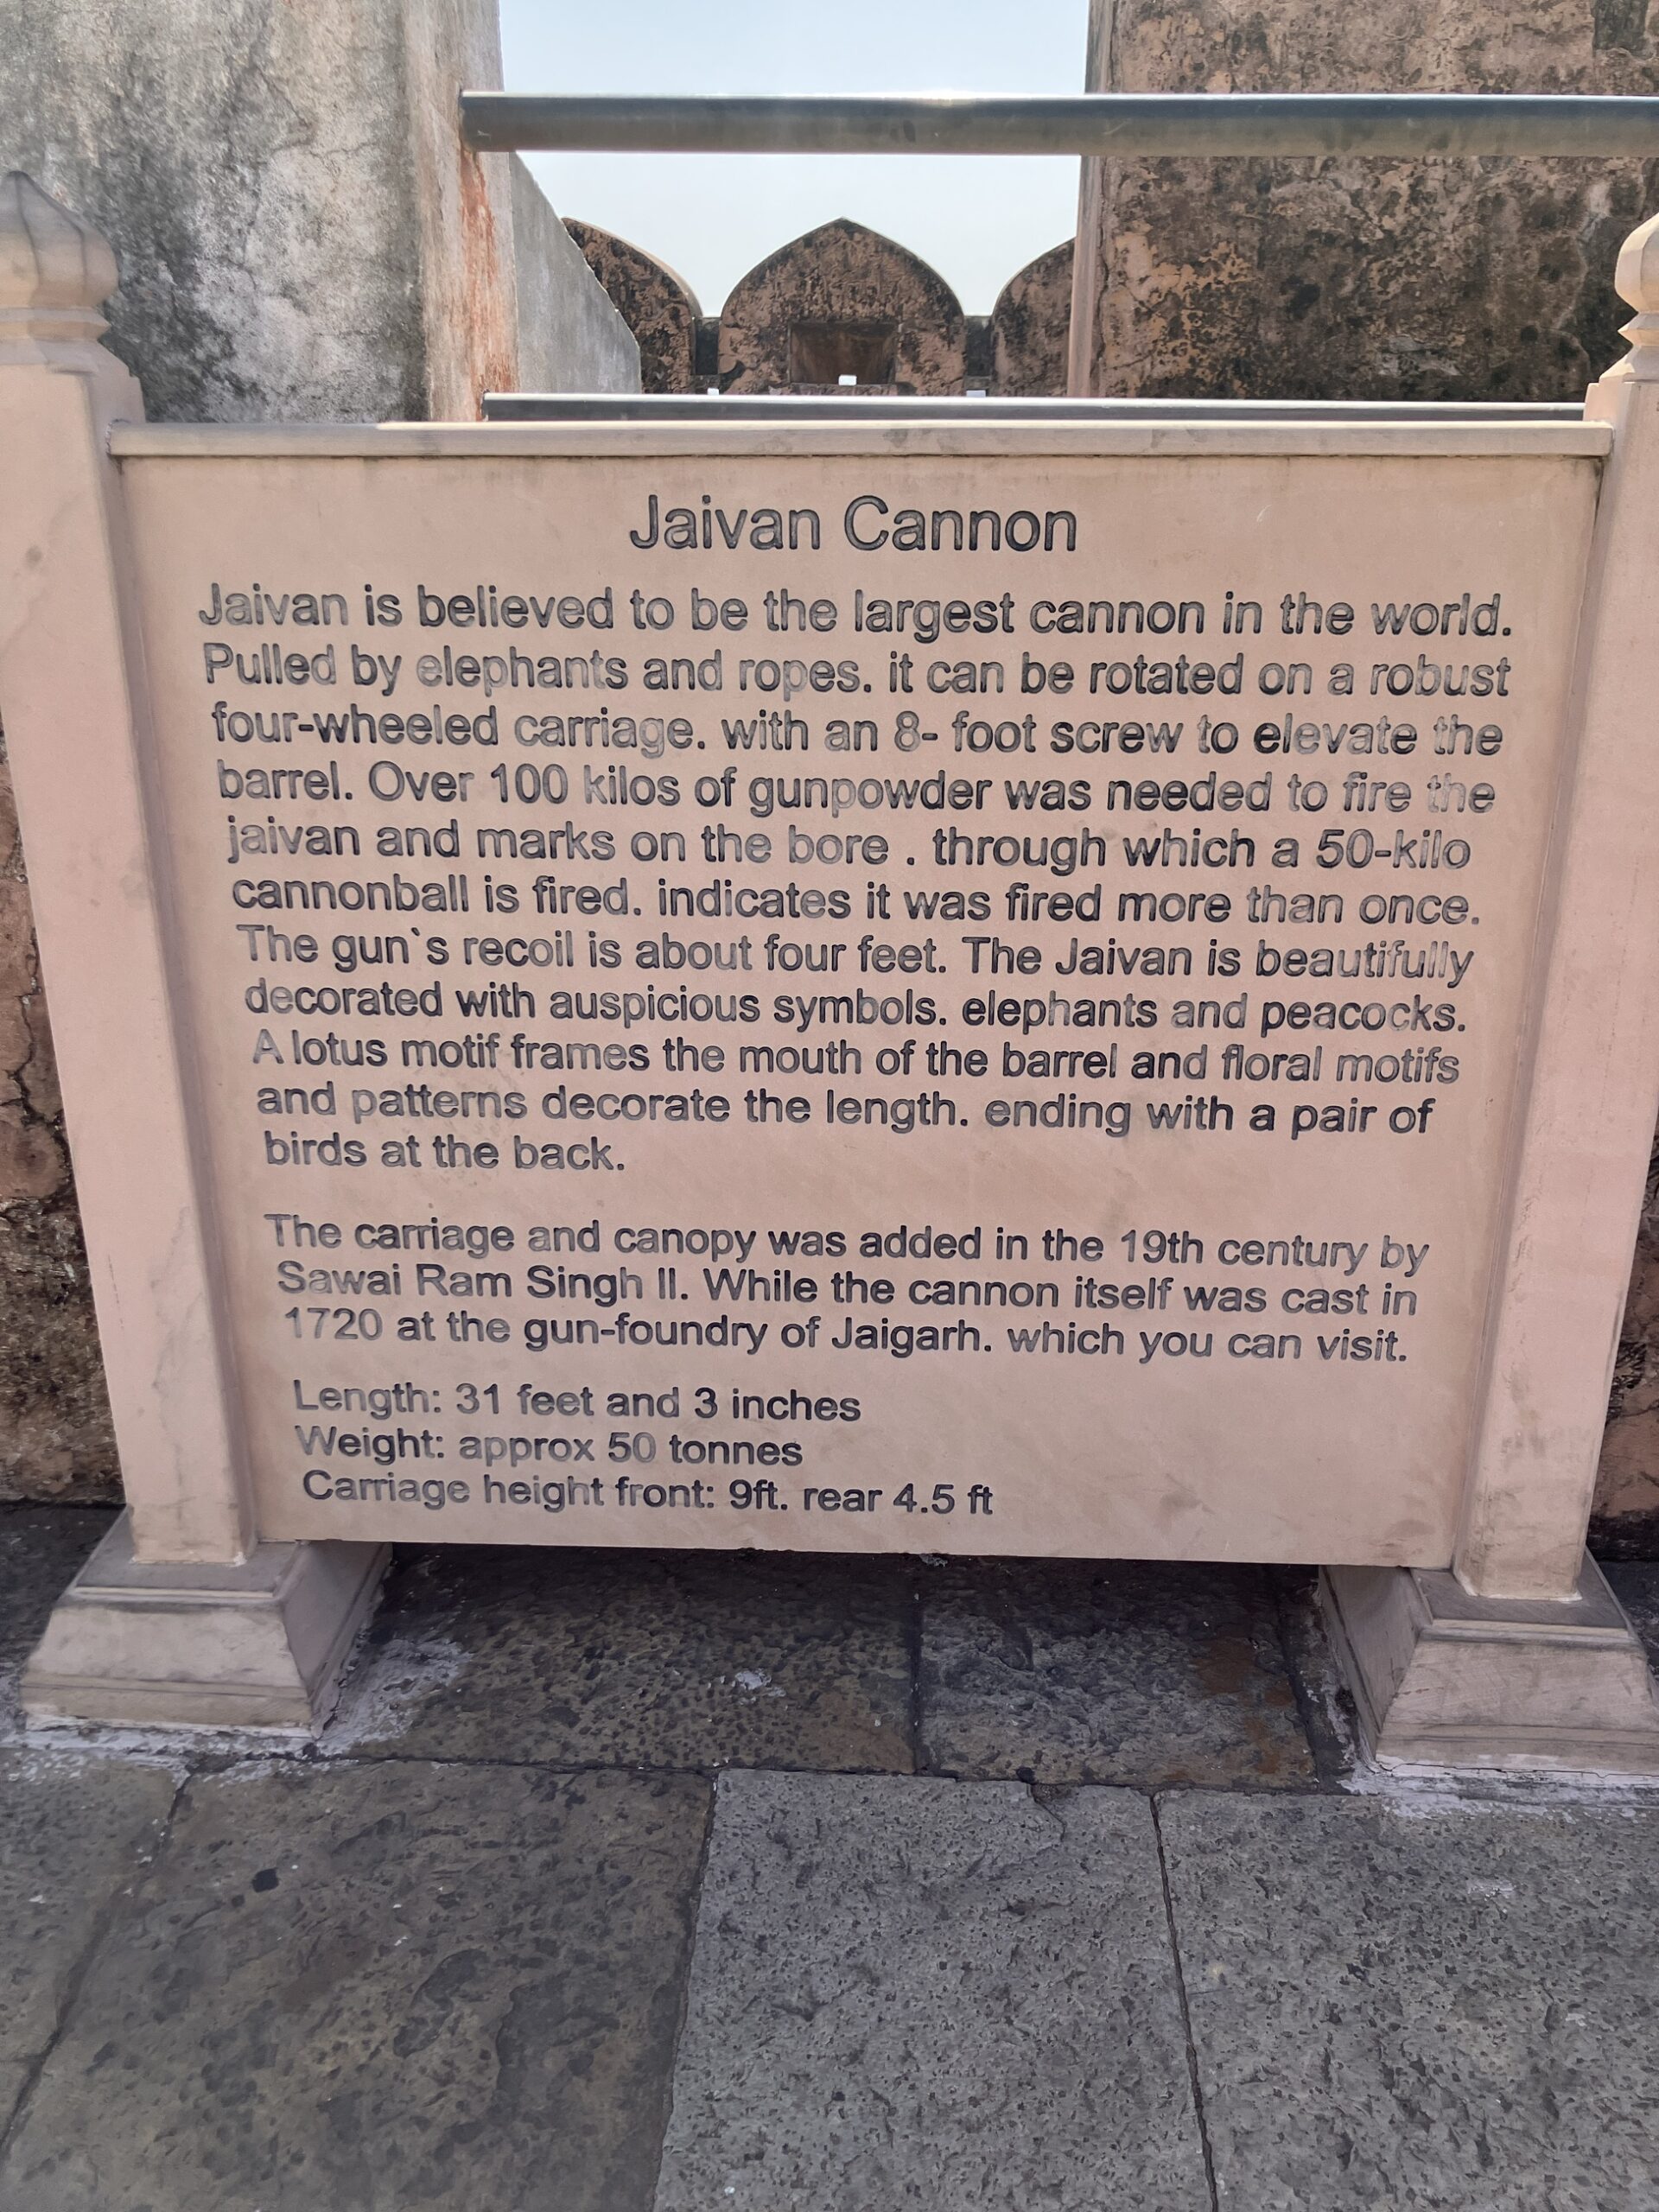 Jaivan Cannon
Jaivan is believed to be the largest cannon in the world.
Pulled by elephants and ropes. it can be rotated on a robust
four-wheeled carriage. with an 8- foot screw to elevate the
barrel. Over 100 kilos of gunpowder was needed to fire the
jaivan and marks on the bore . through which a 50-kilo
cannonball is fired. indicates it was fired more than once.
The gun`s recoil is about four feet. The Jaivan is beautifully
decorated with auspicious symbols. elephants and peacocks.
A lotus motif frames the mouth of the barrel and floral motifs
and patterns decorate the length. ending with a pair of
birds at the back.
The carriage and canopy was added in the 19th century by
Sawai Ram Singh II. While the cannon itself was cast in
1720 at the gun-foundry of Jaigarh. which you can visit.
Length: 31 feet and 3 inches
Weight: approx 50 tonnes
Carriage height front: 9ft. rear 4.5 ft